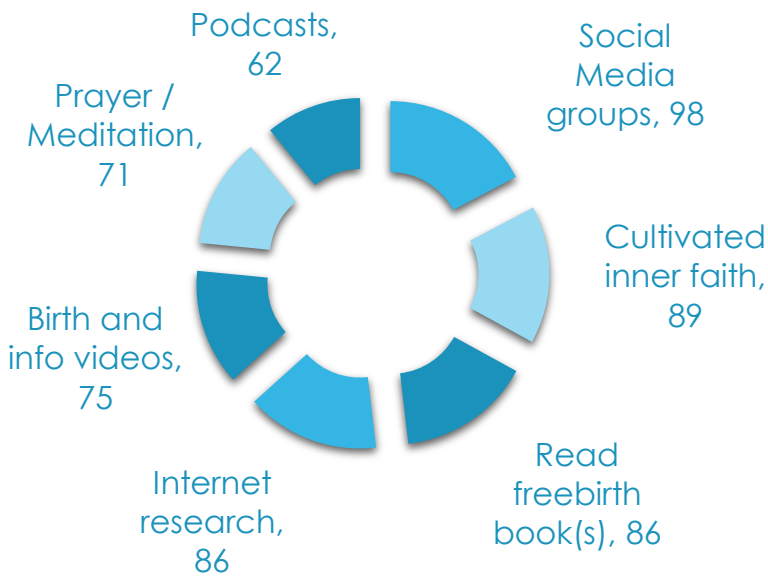 Podcasts,
62
Social
Media
groups, 98
Prayer /
Meditation,
71
Cultivated
inner faith,
89
Birth and
info videos,
75
Read
freebirth
book(s), 86
Internet
research,
86